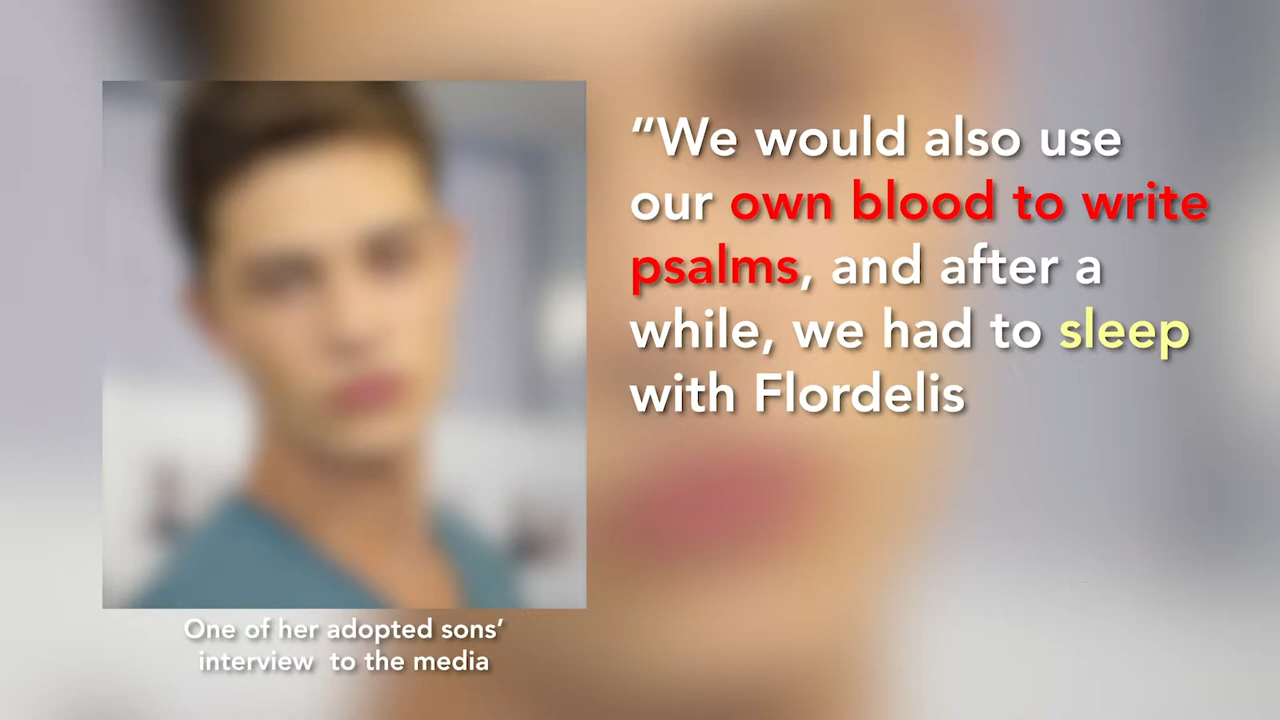 “We would also use
our own blood to write
psalms, and after a
while, we had to sleep
with Flordelis
One of her adopted sons’
interview  to the media